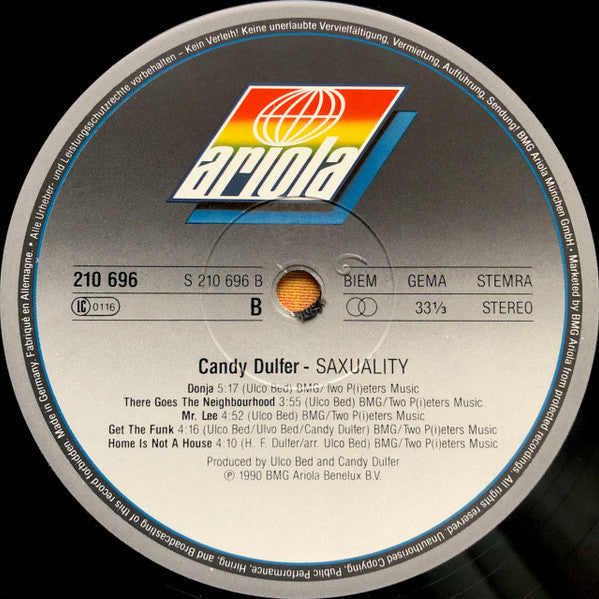 • Alle Urheber- und Leistungsschutzrechte vorbehalten – Kein Verleih! Keine unerlaubte Vervielfältigung, Vermietung, Aufführung, Sendung! BMG Ariola München GmbH •
ariola
210 696 S 210 696 B BIEM GEMA STEMRA
LC 0116 B 33⅓ STEREO
Candy Dulfer - SAXUALITY
Donja 5:17 (Ulco Bed) BMG/Two P(i)eters Music
There Goes The Neighbourhood 3:55 (Ulco Bed) BMG/Two P(i)eters Music
Mr. Lee 4:52 (Ulco Bed) BMG/Two P(i)eters Music
Get The Funk 4:16 (Ulco Bed/Ulvo Bed/Candy Dulfer) BMG/Two P(i)eters Music
Home Is Not A House 4:10 (H. F. Dulfer/arr. Ulco Bed) BMG/Two P(i)eters Music
Produced by Ulco Bed and Candy Dulfer
℗ 1990 BMG Ariola Benelux B.V.
Marketed by BMG Ariola
All rights reserved. Unauthorised Copying, Public Performance, Hiring, and Broadcasting of this record forbidden. Made in Germany. Fabriqué en Allemagne.